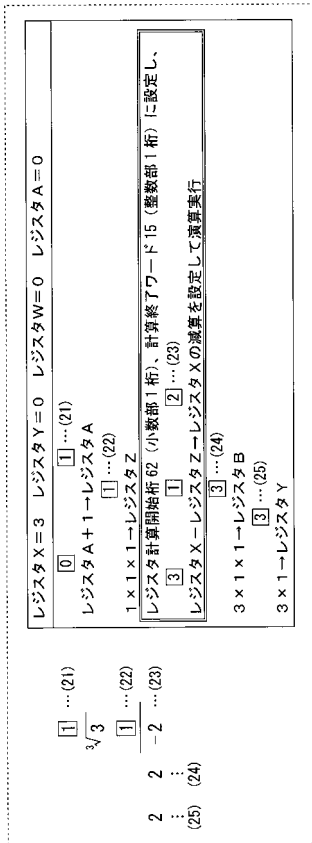 1 …(21)
∛3
1 …(22)
2 2 −2 …(23)
⋮ ⋮
(25) (24)
レジスタX＝3 レジスタY＝0 レジスタW＝0 レジスタA＝0
0 1 …(21)
レジスタA＋1→レジスタA
1 …(22)
1×1×1→レジスタZ
レジスタ計算開始桁62（小数部1桁）、計算終了ワード15（整数部1桁）に設定し、
3 1 2 …(23)
レジスタX－レジスタZ→レジスタXの減算を設定して演算実行
3 …(24)
3×1×1→レジスタB
3 …(25)
3×1→レジスタY